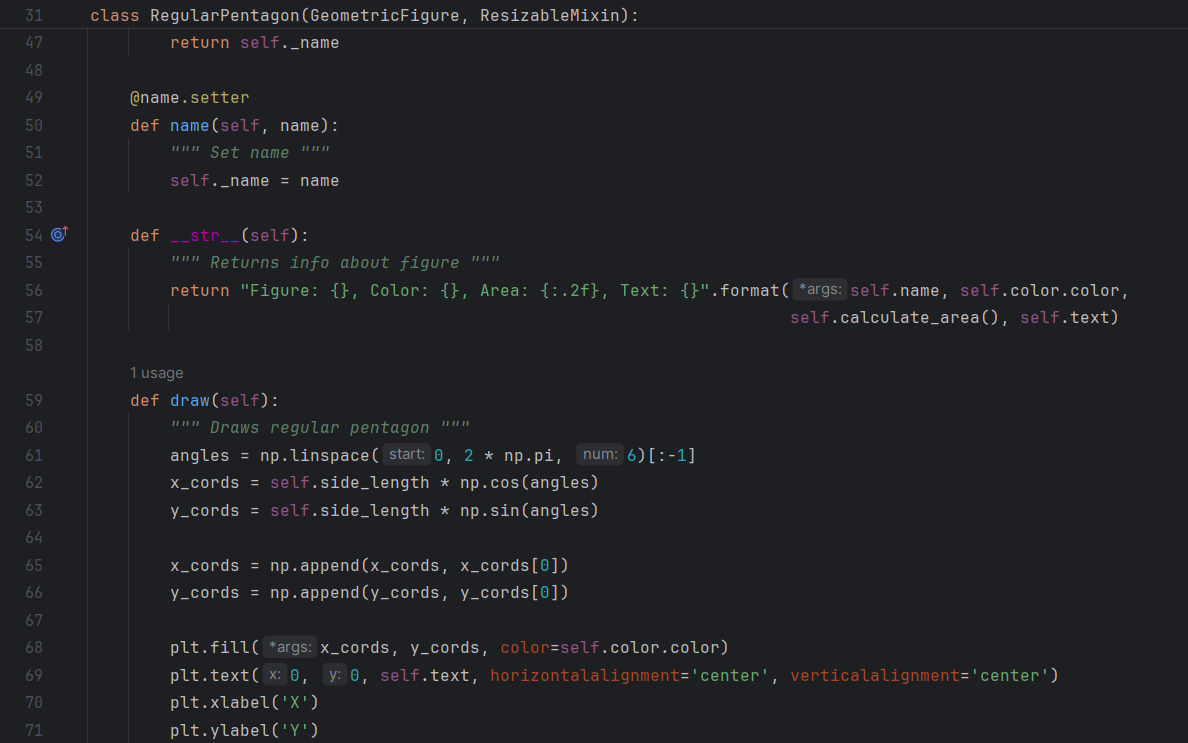 31 class RegularPentagon(GeometricFigure, ResizableMixin):
47 return self._name
48
49 @name.setter
50 def name(self, name):
51 """ Set name """
52 self._name = name
53
54 def __str__(self):
55 """ Returns info about figure """
56 return "Figure: {}, Color: {}, Area: {:.2f}, Text: {}".format( *args: self.name, self.color.color,
57 self.calculate_area(), self.text)
58
1 usage
59 def draw(self):
60 """ Draws regular pentagon """
61 angles = np.linspace( start: 0, 2 * np.pi, num: 6)[:-1]
62 x_cords = self.side_length * np.cos(angles)
63 y_cords = self.side_length * np.sin(angles)
64
65 x_cords = np.append(x_cords, x_cords[0])
66 y_cords = np.append(y_cords, y_cords[0])
67
68 plt.fill( *args: x_cords, y_cords, color=self.color.color)
69 plt.text( x: 0, y: 0, self.text, horizontalalignment='center', verticalalignment='center')
70 plt.xlabel('X')
71 plt.ylabel('Y')